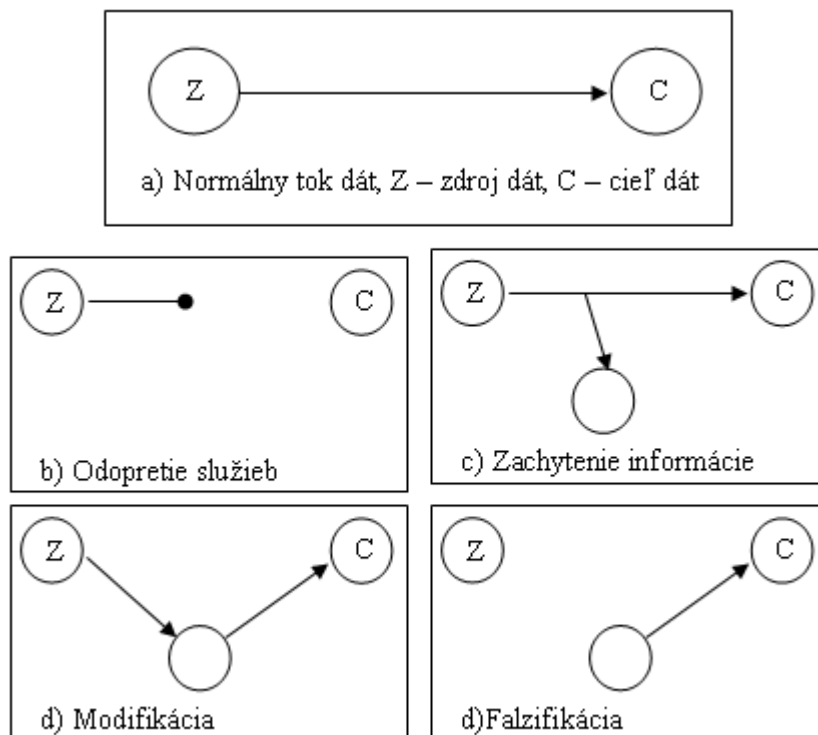 Z
C
a) Normálny tok dát, Z – zdroj dát, C – cieľ dát
Z
C
b) Odopretie služieb
Z
C
c) Zachytenie informácie
Z
C
d) Modifikácia
Z
C
d)Falzifikácia